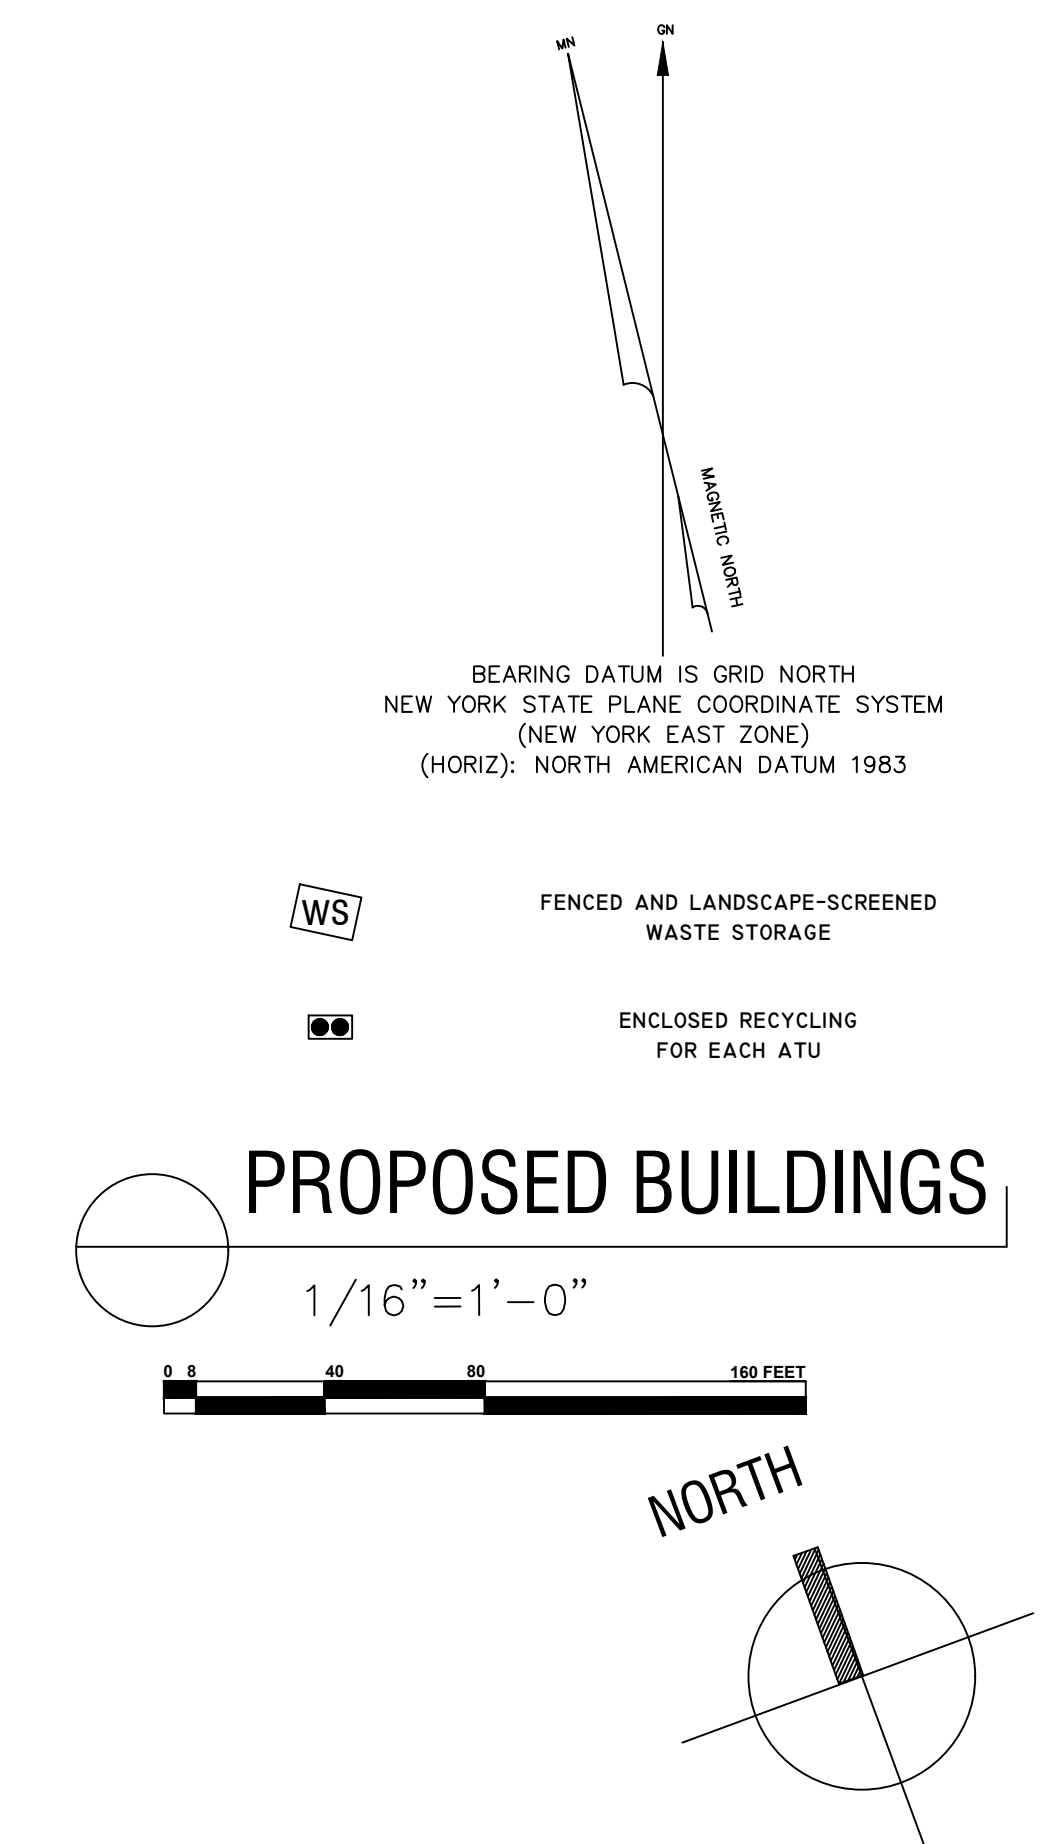 MN
GN
MAGNETIC NORTH
BEARING DATUM IS GRID NORTH
NEW YORK STATE PLANE COORDINATE SYSTEM
(NEW YORK EAST ZONE)
(HORIZ): NORTH AMERICAN DATUM 1983
WS
FENCED AND LANDSCAPE-SCREENED
WASTE STORAGE
ENCLOSED RECYCLING
FOR EACH ATU
PROPOSED BUILDINGS
1/16"=1'-0"
0 8 40 80 160 FEET
NORTH